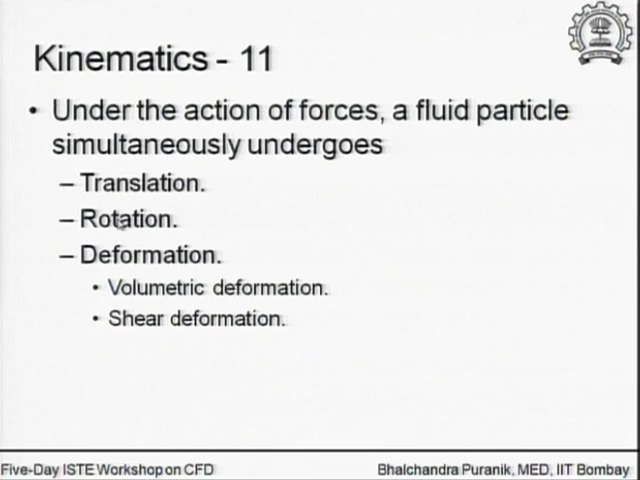 Kinematics - 11
• Under the action of forces, a fluid particle
simultaneously undergoes
– Translation.
– Rotation.
– Deformation.
• Volumetric deformation.
• Shear deformation.
Five-Day ISTE Workshop on CFD
Bhalchandra Puranik, MED, IIT Bombay